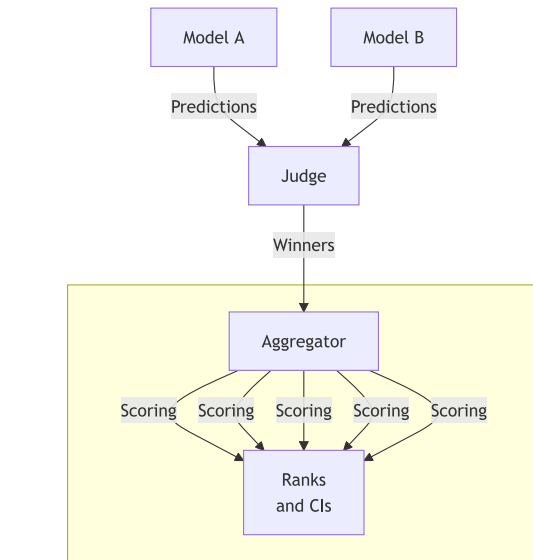 Model A
Model B
Predictions
Predictions
Judge
Winners
Aggregator
Scoring
Scoring
Scoring
Scoring
Scoring
Ranks
and CIs